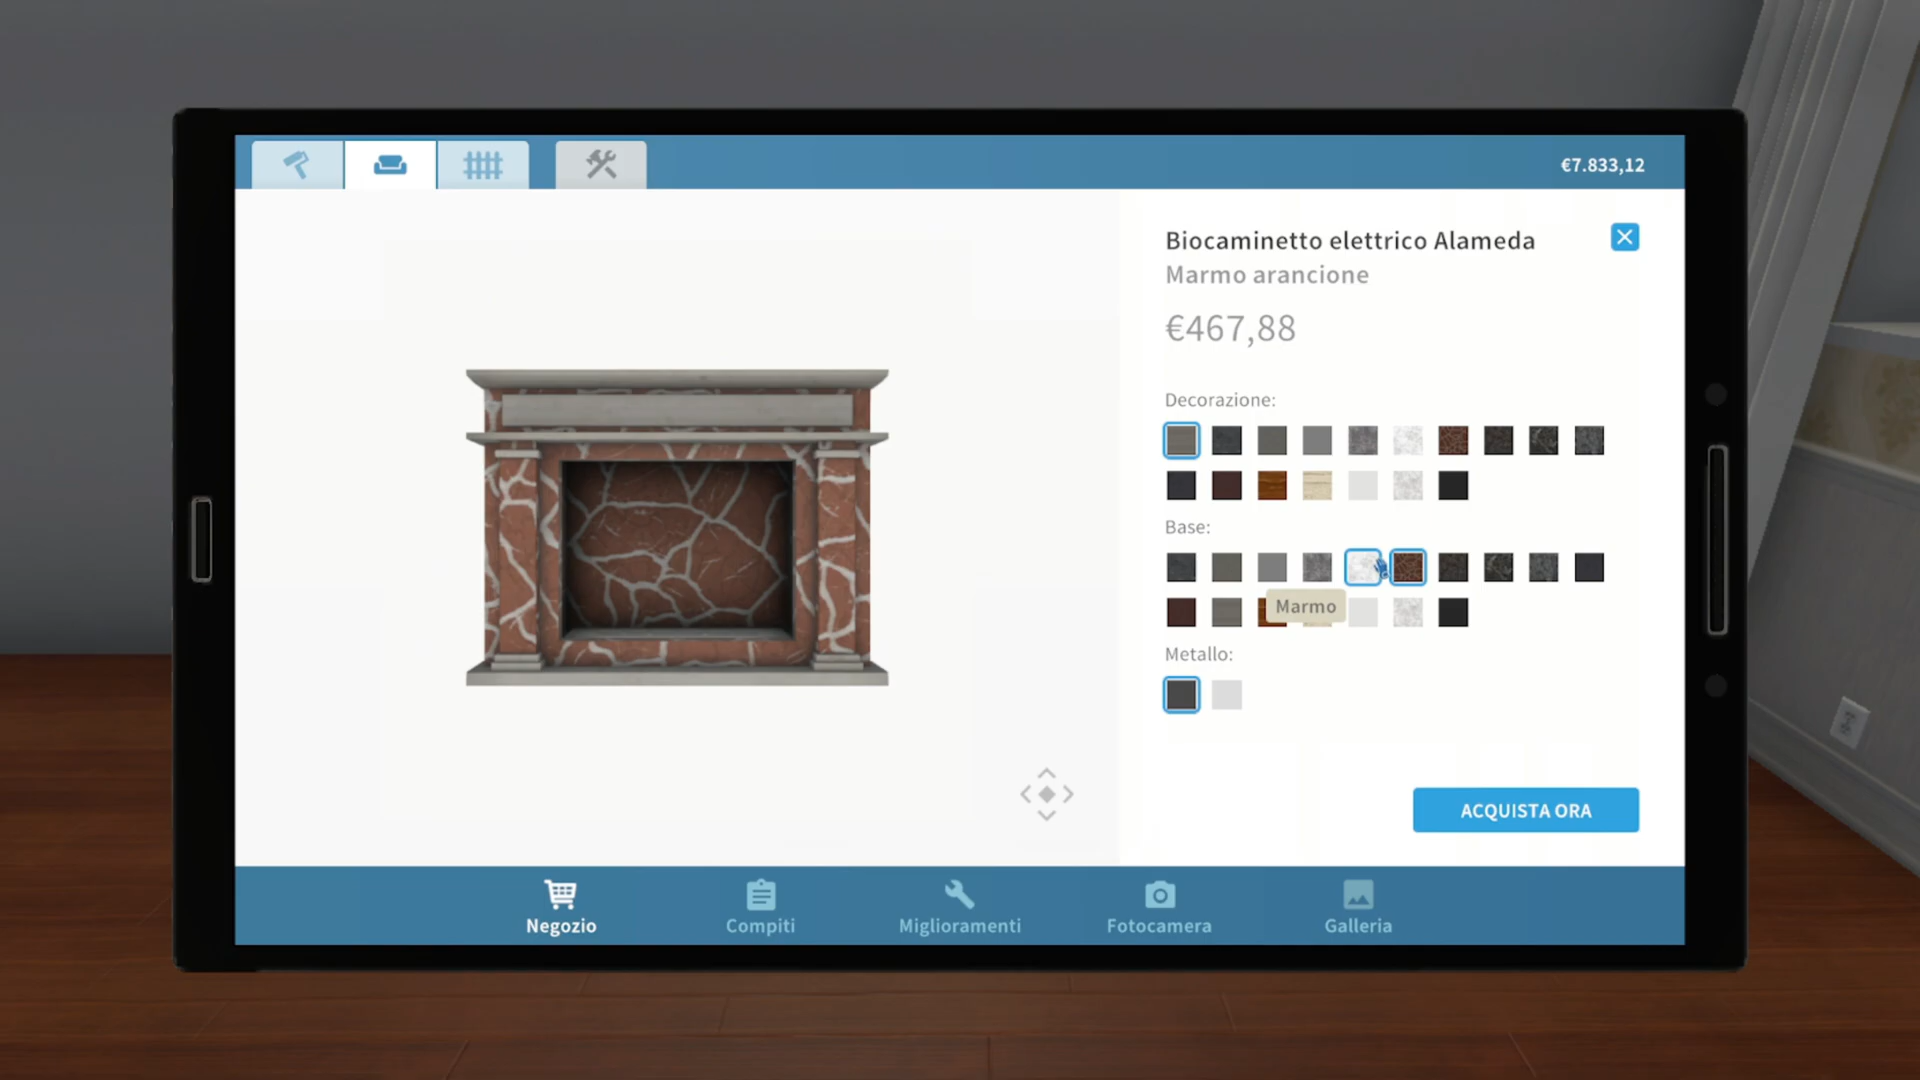 €7.833,12
Biocaminetto elettrico Alameda
Marmo arancione
€467,88
Decorazione:
Base:
Marmo
Metallo:
ACQUISTA ORA
Negozio
Compiti
Miglioramenti
Fotocamera
Galleria